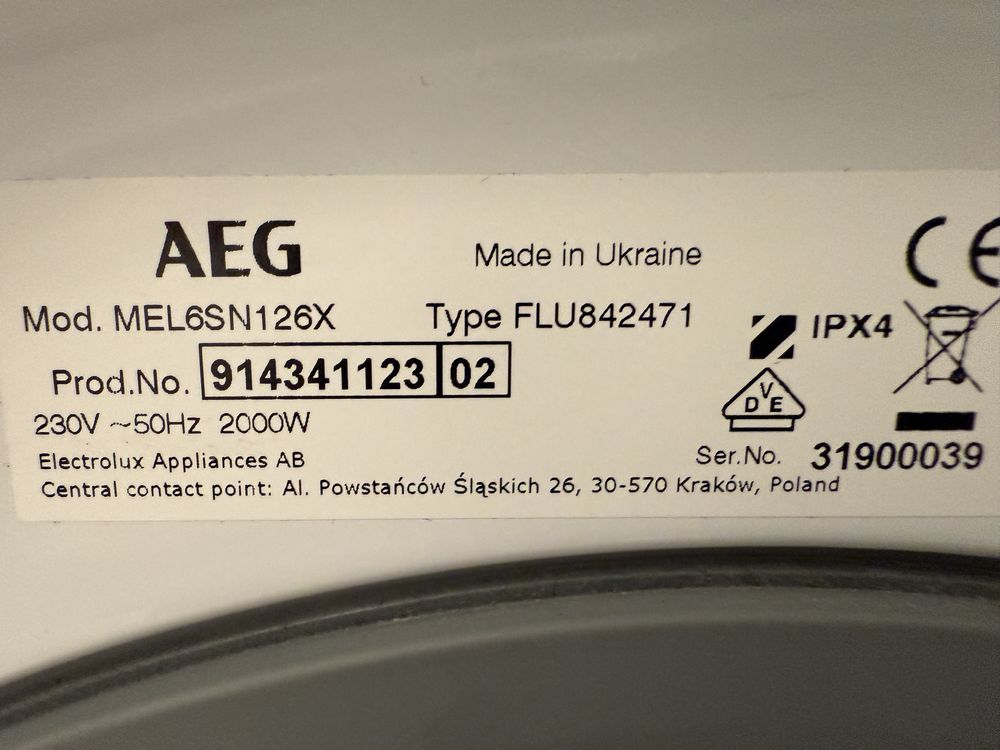 AEG
Made in Ukraine
CE
Mod. MEL6SN126X
Type FLU842471
IPX4
Prod.No. 914341123 02
DVE
230V ~50Hz 2000W
Electrolux Appliances AB
Ser.No. 31900039
Central contact point: Al. Powstańców Śląskich 26, 30-570 Kraków, Poland